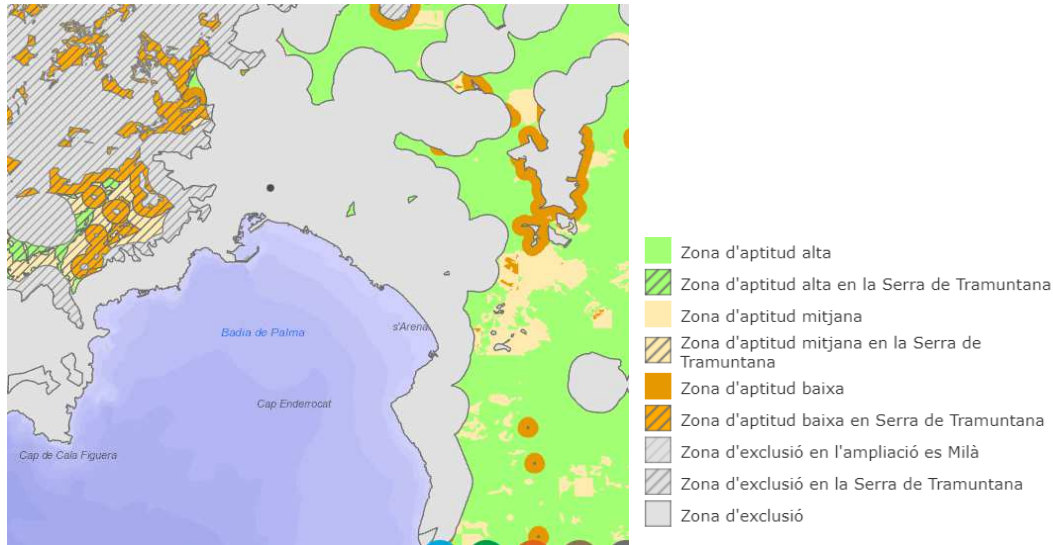 Badia de Palma
s'Arena
Cap Enderrocat
Cap de Cala Figuera
Zona d'aptitud alta
Zona d'aptitud alta en la Serra de Tramuntana
Zona d'aptitud mitjana
Zona d'aptitud mitjana en la Serra de
Tramuntana
Zona d'aptitud baixa
Zona d'aptitud baixa en Serra de Tramuntana
Zona d'exclusió en l'ampliació es Milà
Zona d'exclusió en la Serra de Tramuntana
Zona d'exclusió